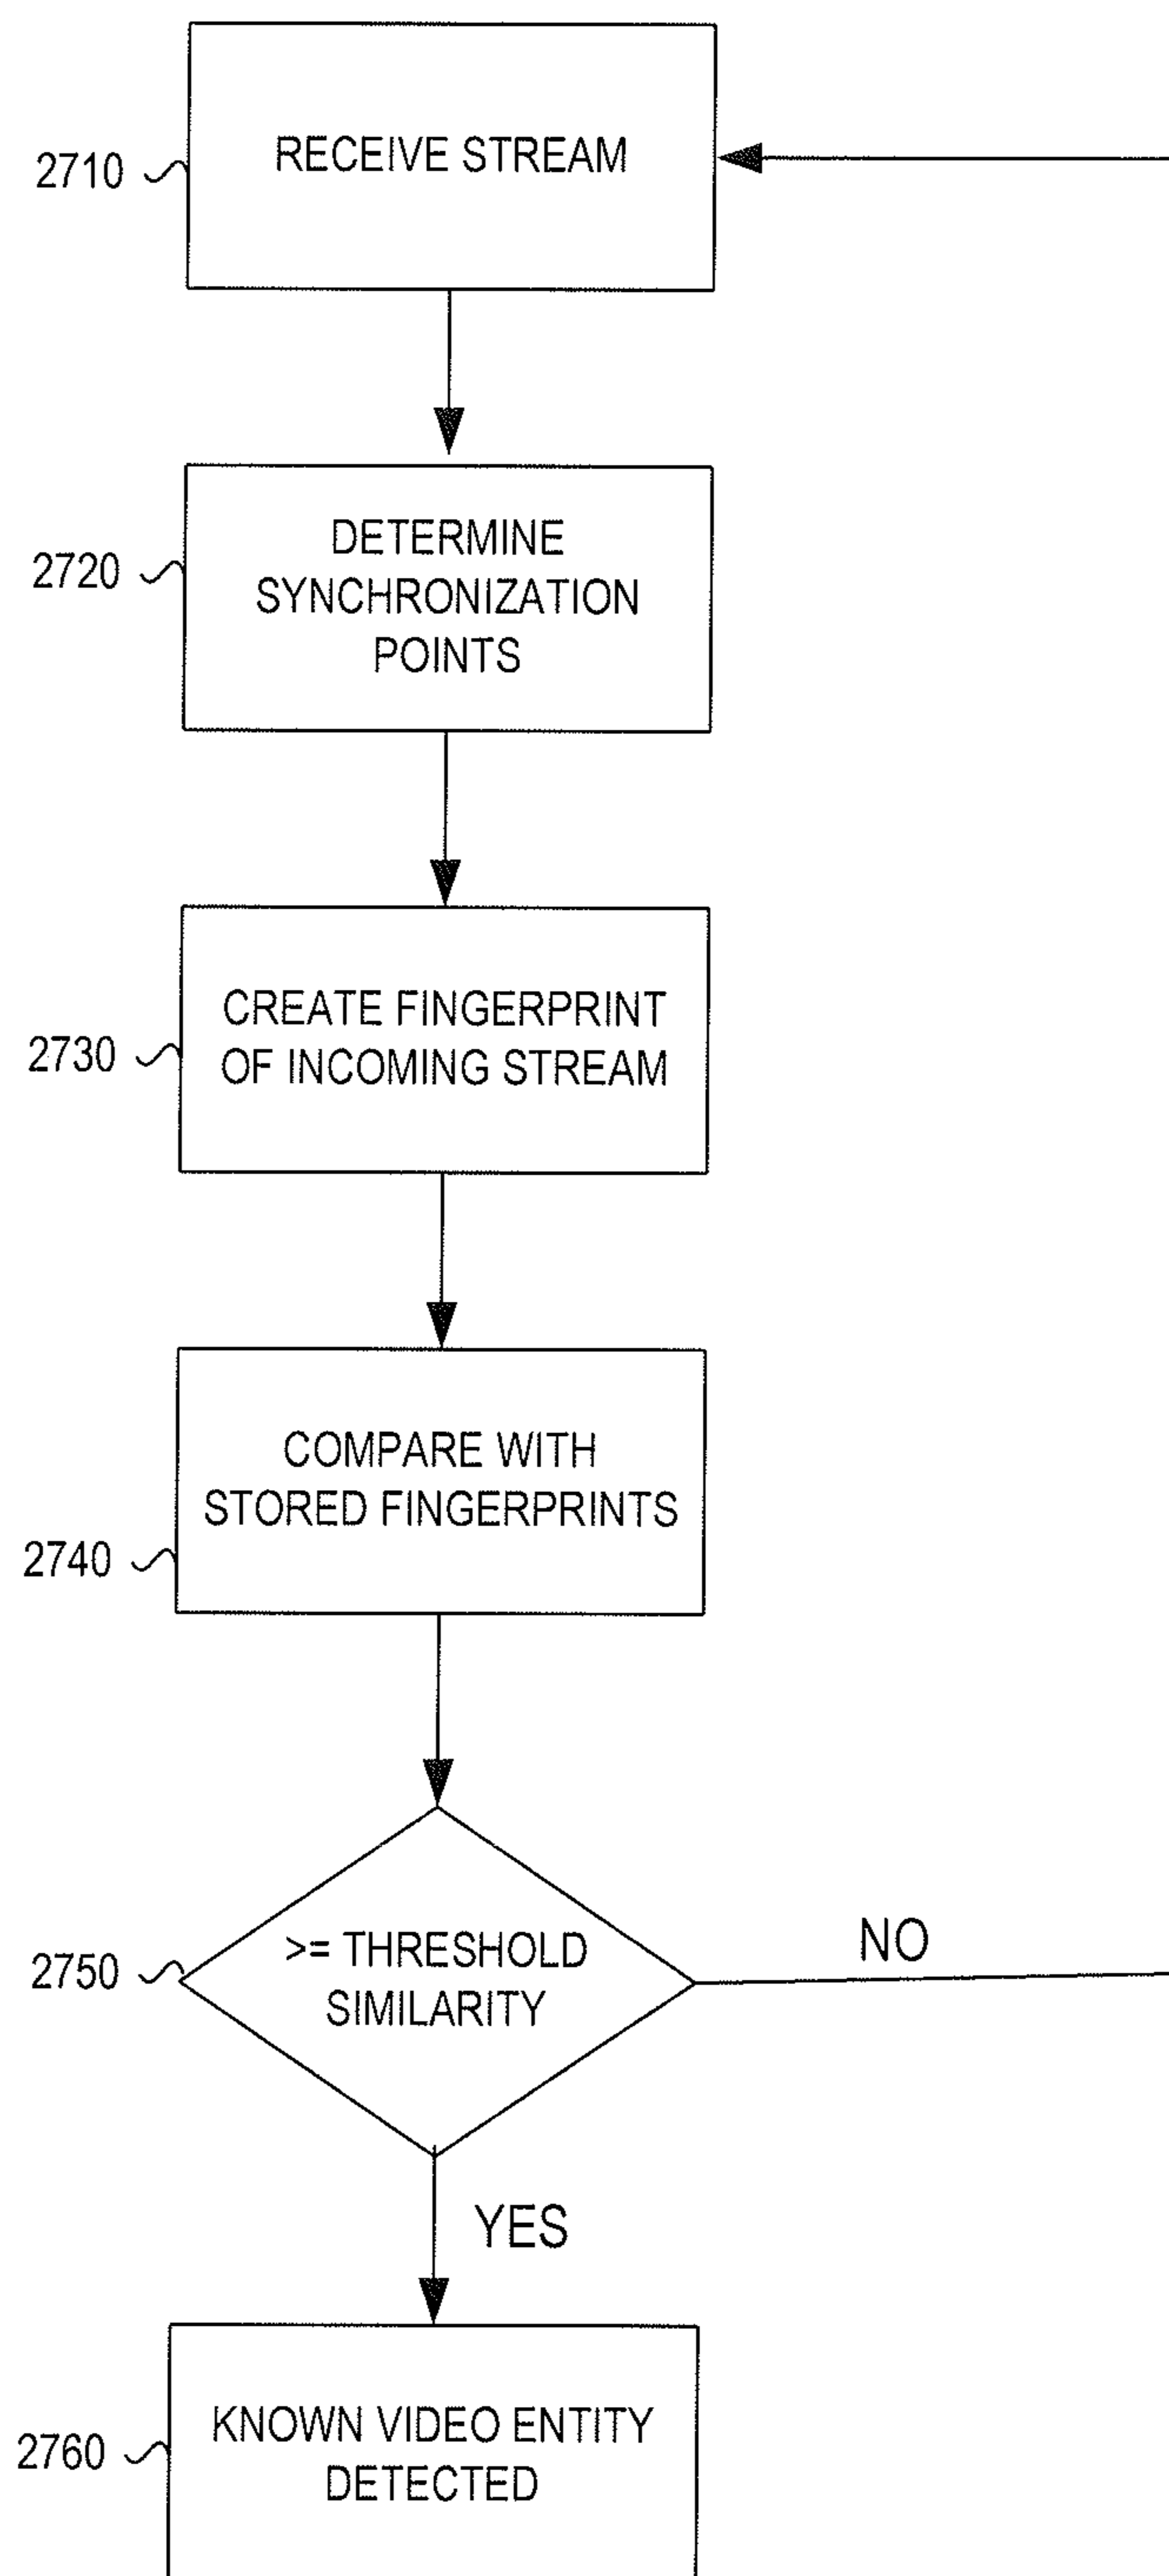 2710
RECEIVE STREAM
2720
DETERMINE
SYNCHRONIZATION
POINTS
2730
CREATE FINGERPRINT
OF INCOMING STREAM
2740
COMPARE WITH
STORED FINGERPRINTS
2750
>= THRESHOLD
SIMILARITY
NO
YES
2760
KNOWN VIDEO ENTITY
DETECTED